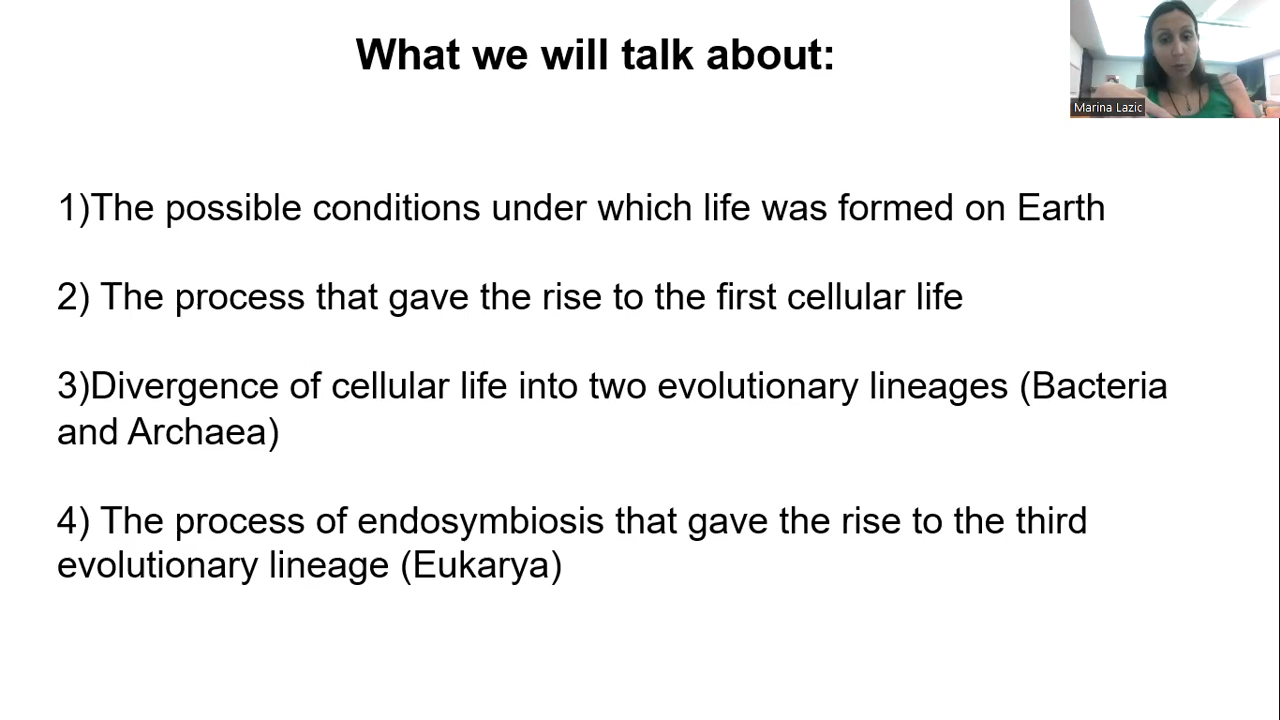 What we will talk about:
Marina Lazic
1)The possible conditions under which life was formed on Earth
2) The process that gave the rise to the first cellular life
3)Divergence of cellular life into two evolutionary lineages (Bacteria
and Archaea)
4) The process of endosymbiosis that gave the rise to the third
evolutionary lineage (Eukarya)